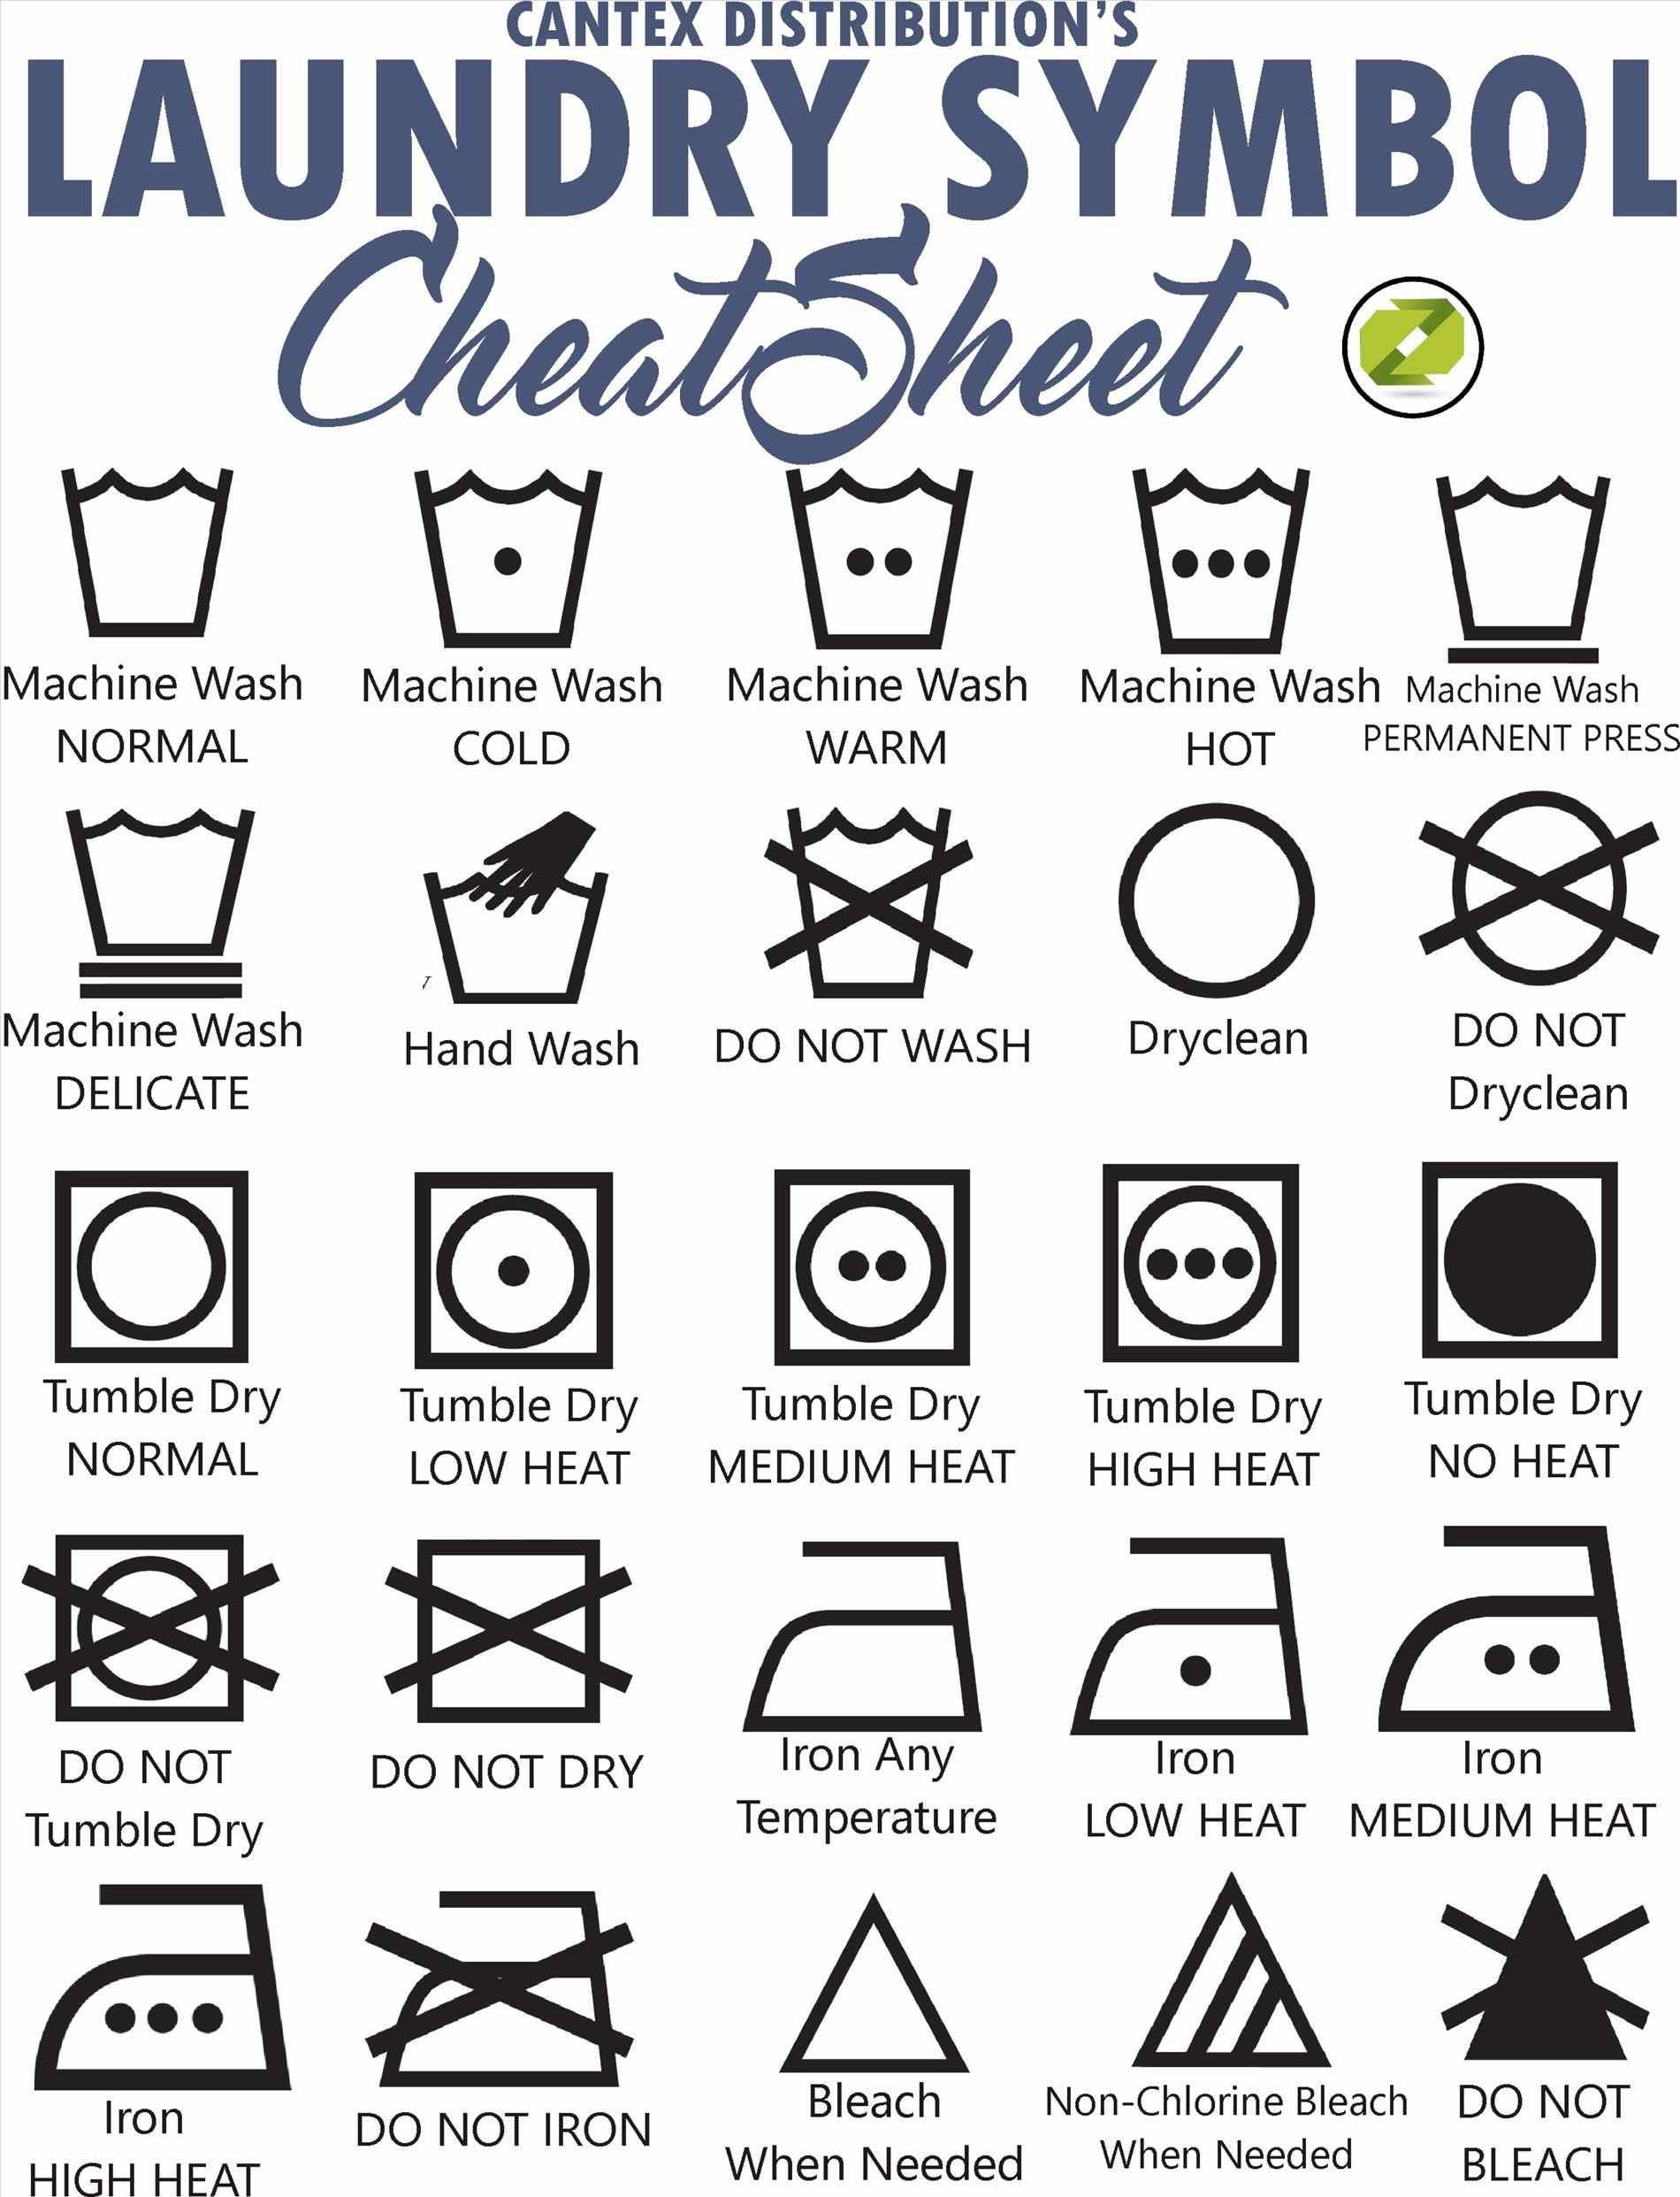 CANTEX DISTRIBUTION'S
LAUNDRY SYMBOL
Cheat Sheet
Machine Wash
NORMAL
Machine Wash
COLD
Machine Wash
WARM
Machine Wash
HOT
Machine Wash
PERMANENT PRESS
Machine Wash
DELICATE
Hand Wash
DO NOT WASH
Dryclean
DO NOT
Dryclean
Tumble Dry
NORMAL
Tumble Dry
LOW HEAT
Tumble Dry
MEDIUM HEAT
Tumble Dry
HIGH HEAT
Tumble Dry
NO HEAT
DO NOT
Tumble Dry
DO NOT DRY
Iron Any
Temperature
Iron
LOW HEAT
Iron
MEDIUM HEAT
Iron
HIGH HEAT
DO NOT IRON
Bleach
When Needed
Non-Chlorine Bleach
When Needed
DO NOT
BLEACH